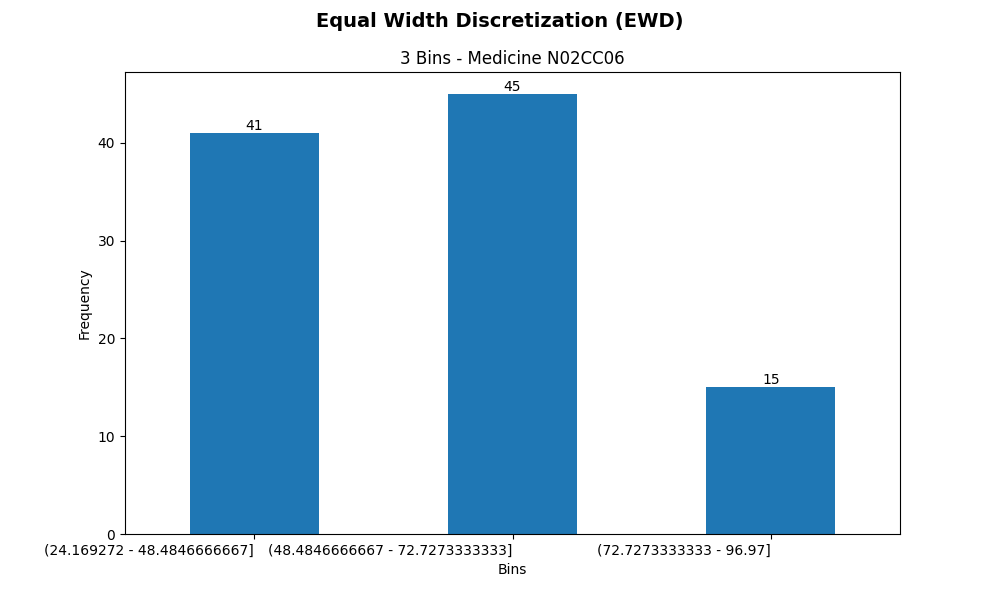 Equal Width Discretization (EWD)
3 Bins - Medicine N02CC06
45
41
15
40
30
20
10
0
Frequency
(24.169272 - 48.4846666667] (48.4846666667 - 72.7273333333] (72.7273333333 - 96.97]
Bins